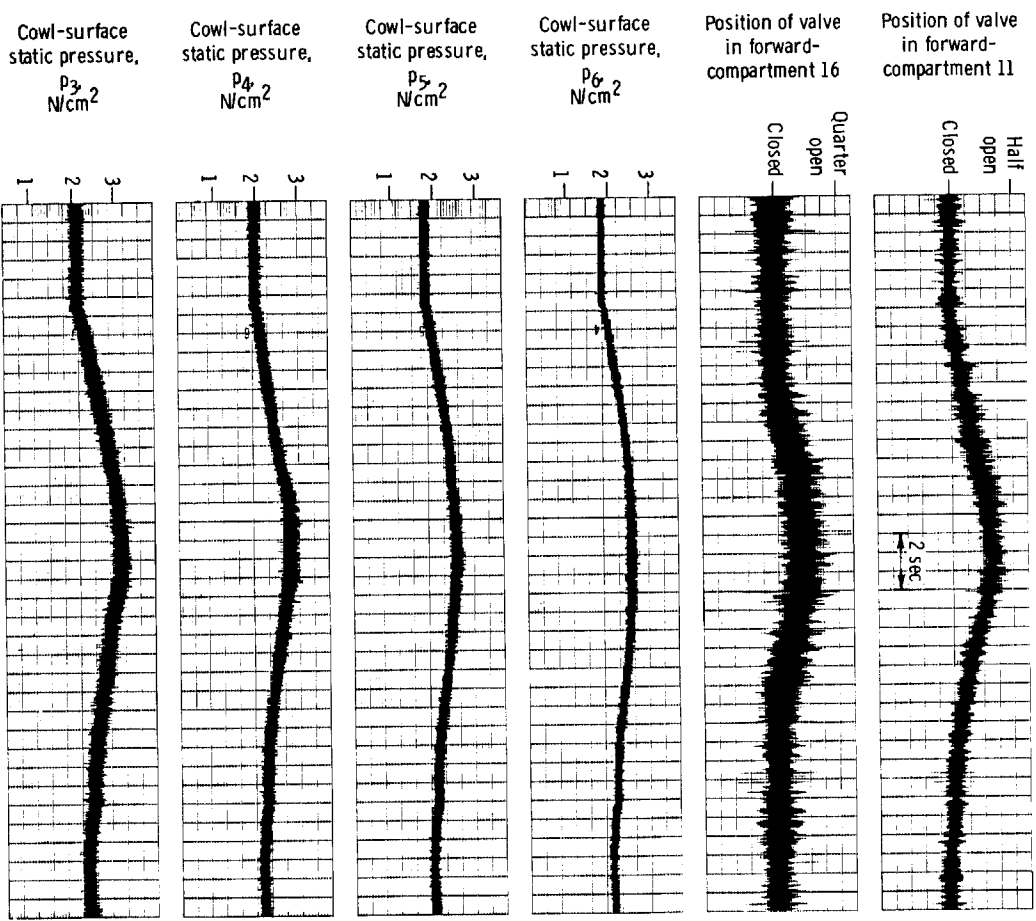 Cowl-surface
static pressure,
p3,
N/cm2
Cowl-surface
static pressure,
p4,
N/cm2
Cowl-surface
static pressure,
p5,
N/cm2
Cowl-surface
static pressure,
p6,
N/cm2
Position of valve
in forward-
compartment 16
Position of valve
in forward-
compartment 11
1 2 3
1 2 3
1 2 3
1 2 3
Closed
Quarter
open
Closed
Half
open
2 sec